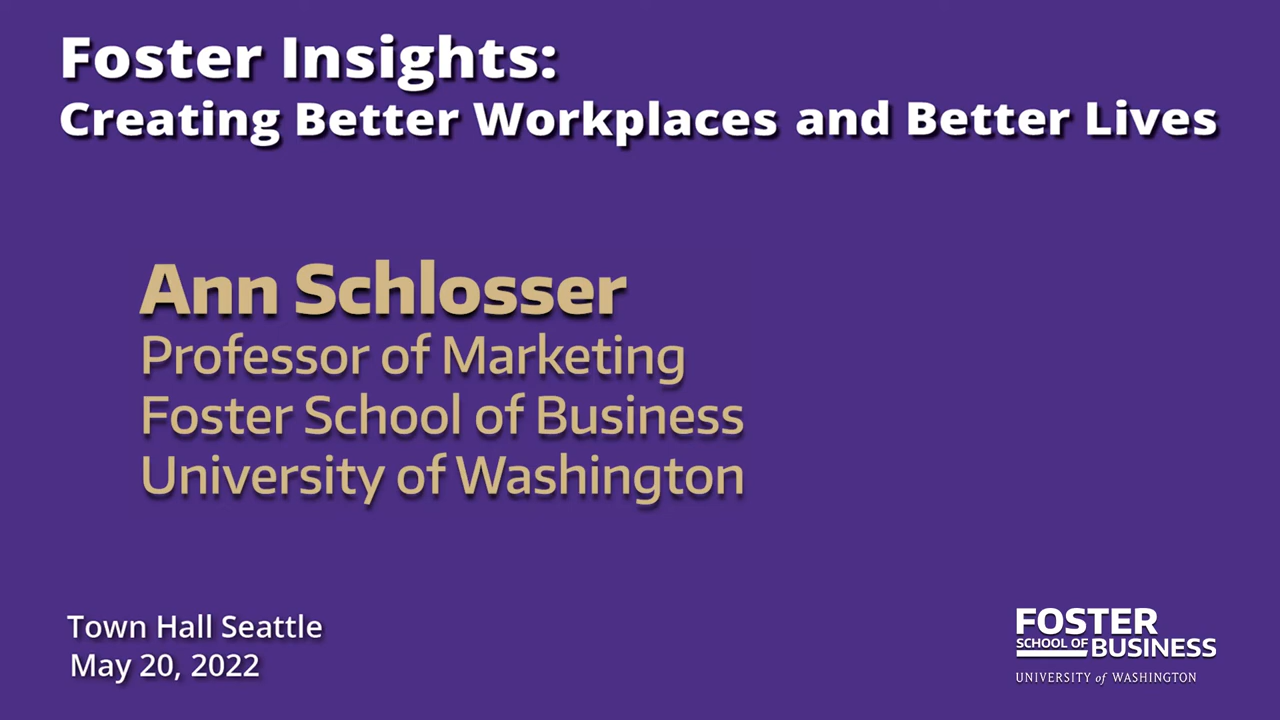 Foster Insights:
Creating Better Workplaces and Better Lives
Ann Schlosser
Professor of Marketing
Foster School of Business
University of Washington
Town Hall Seattle
May 20, 2022
FOSTER
SCHOOL OF BUSINESS
UNIVERSITY of WASHINGTON